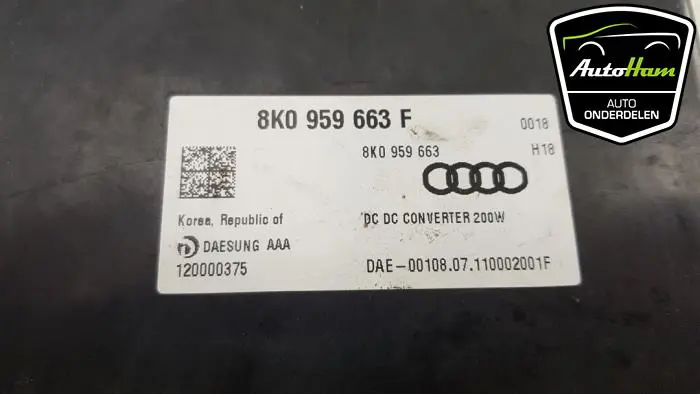 AutoHam
AUTO
ONDERDELEN
8K0 959 663 F
0018
8K0 959 663
H18
Korea, Republic of
DC DC CONVERTER 200W
DAESUNG AAA
120000375
DAE-00108.07.110002001F